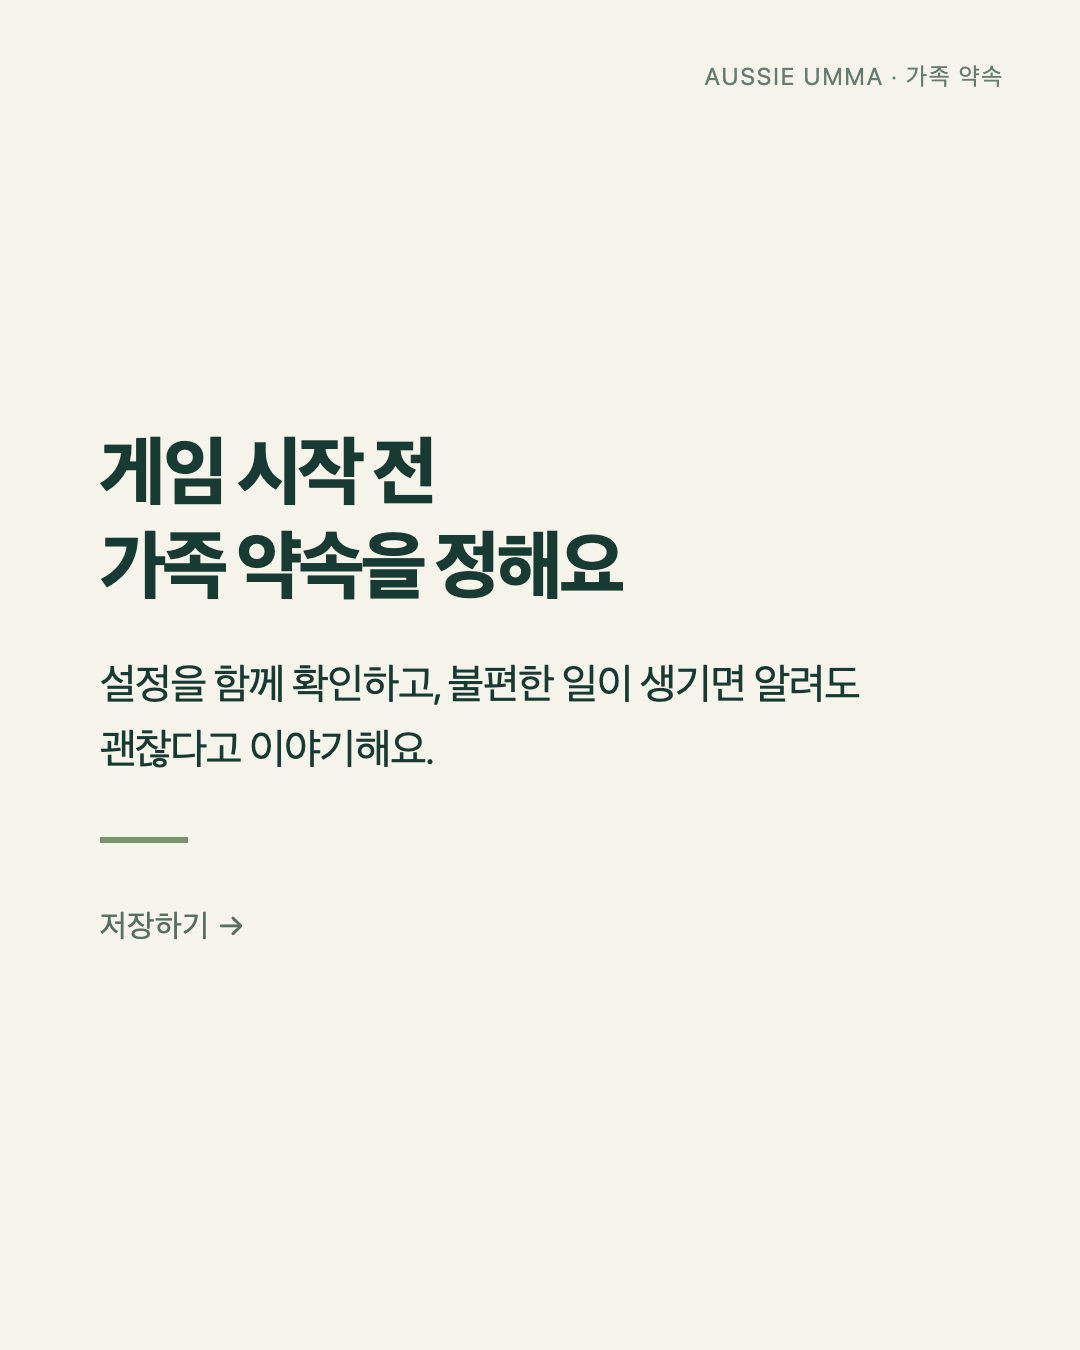 AUSSIE UMMA · 가족 약속
게임 시작 전
가족 약속을 정해요
설정을 함께 확인하고, 불편한 일이 생기면 알려도
괜찮다고 이야기해요.
저장하기 →